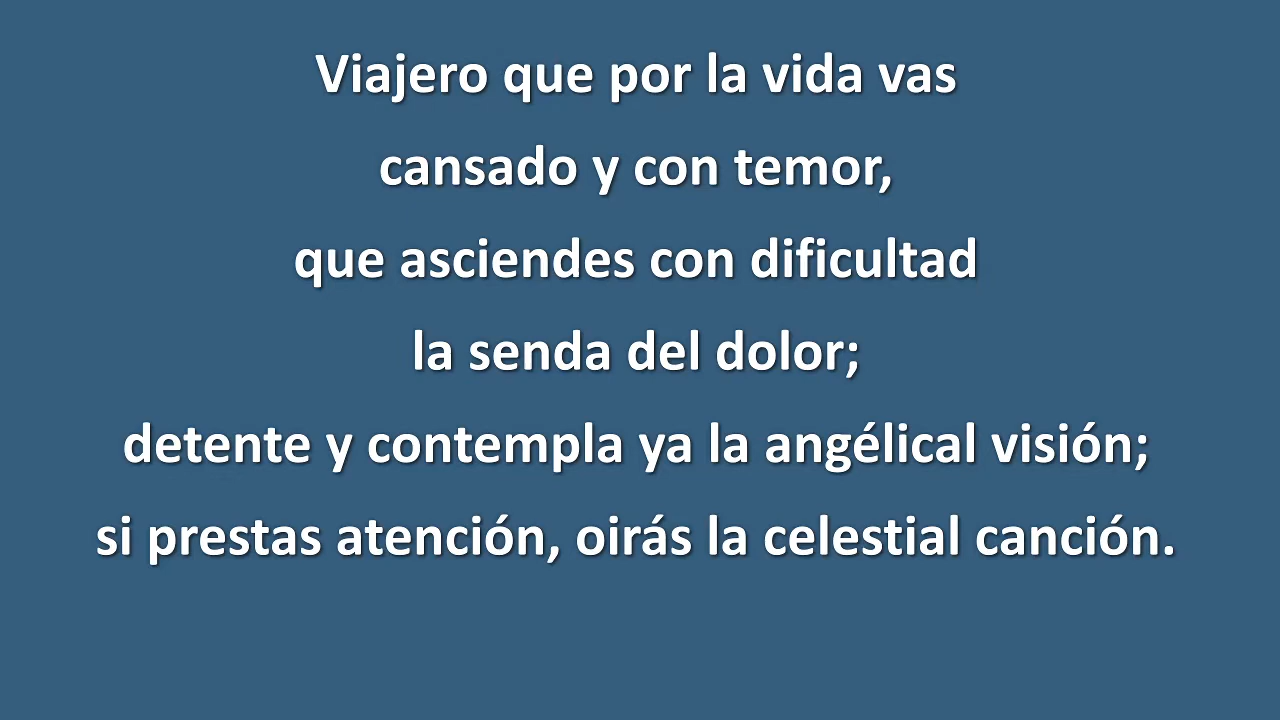 Viajero que por la vida vas
cansado y con temor,
que asciendes con dificultad
la senda del dolor;
detente y contempla ya la angélical visión;
si prestas atención, oirás la celestial canción.